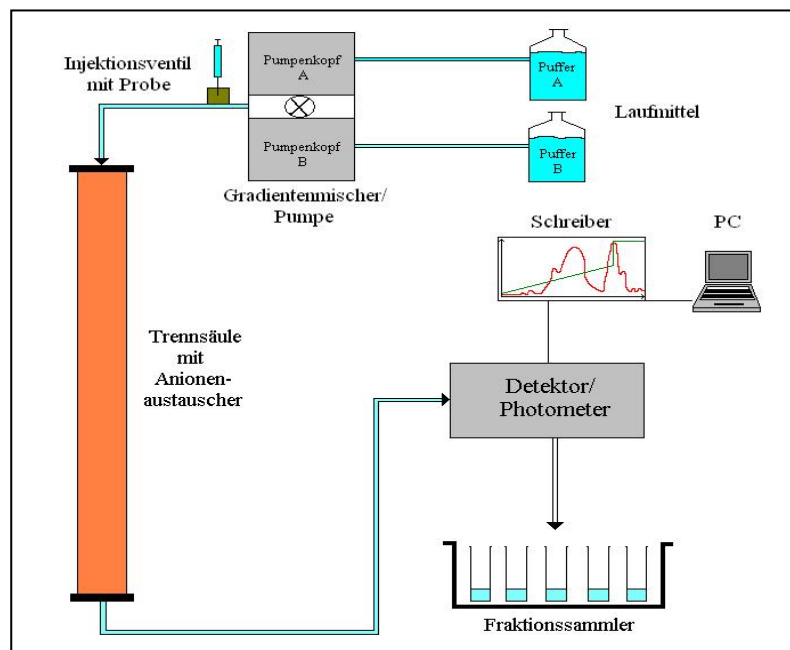 Injektionsventil
mit Probe
Pumpenkopf
A
Pumpenkopf
B
Gradientenmischer/
Pumpe
Puffer
A
Puffer
B
Laufmittel
Schreiber
PC
Trennsäule
mit
Anionen-
austauscher
Detektor/
Photometer
Fraktionssammler